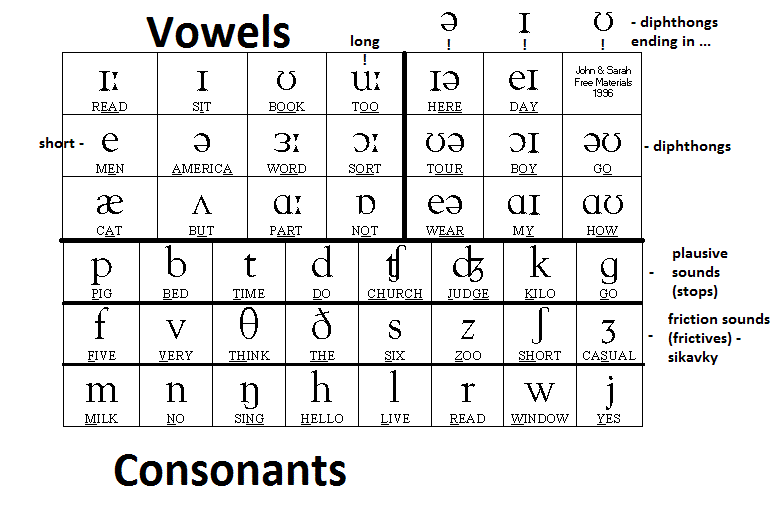 Vowels
long
!
ə ɪ ʊ
! ! !
- diphthongs
ending in ...
ɪː ɪ ʊ uː ɪə eɪ
READ SIT BOOK TOO HERE DAY
John & Sarah
Free Materials
1996
short -
e ə ɜː ɔː ʊə ɔɪ əʊ
MEN AMERICA WORD SORT TOUR BOY GO
- diphthongs
æ ʌ ɑː ɒ eə ɑɪ ɑʊ
CAT BUT PART NOT WEAR MY HOW
p b t d ʧ ʤ k g
PIG BED TIME DO CHURCH JUDGE KILO GO
- plausive
sounds
(stops)
f v θ ð s z ʃ ʒ
FIVE VERY THINK THE SIX ZOO SHORT CASUAL
- friction sounds
(frictives) -
sikavky
m n ŋ h l r w j
MILK NO SING HELLO LIVE READ WINDOW YES
Consonants